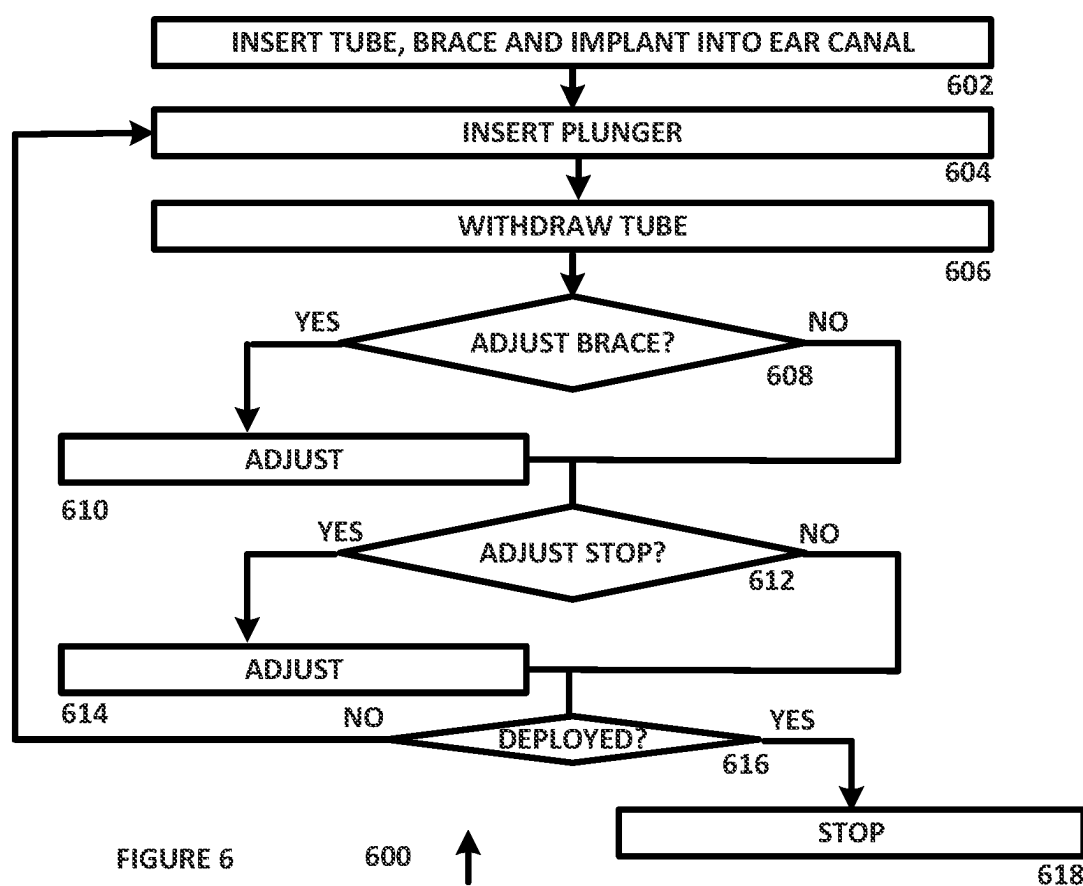 INSERT TUBE, BRACE AND IMPLANT INTO EAR CANAL
602
INSERT PLUNGER
604
WITHDRAW TUBE
606
YES
NO
ADJUST BRACE?
608
ADJUST
610
YES
NO
ADJUST STOP?
612
ADJUST
614
NO
YES
DEPLOYED?
616
STOP
FIGURE 6
600
618